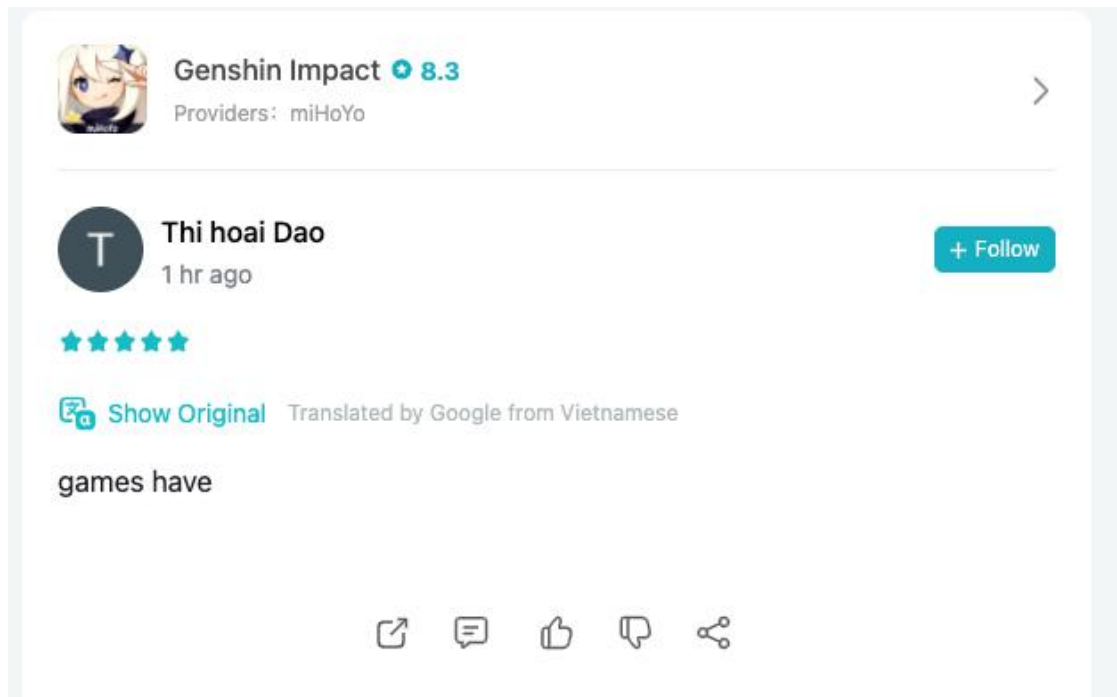 Genshin Impact 8.3
Providers: miHoYo
miHoYo
T
Thi hoai Dao
1 hr ago
+ Follow
Show Original Translated by Google from Vietnamese
games have